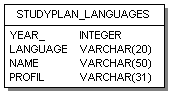 STUDYPLAN_LANGUAGES
YEAR_ INTEGER
LANGUAGE VARCHAR(20)
NAME VARCHAR(50)
PROFIL VARCHAR(31)